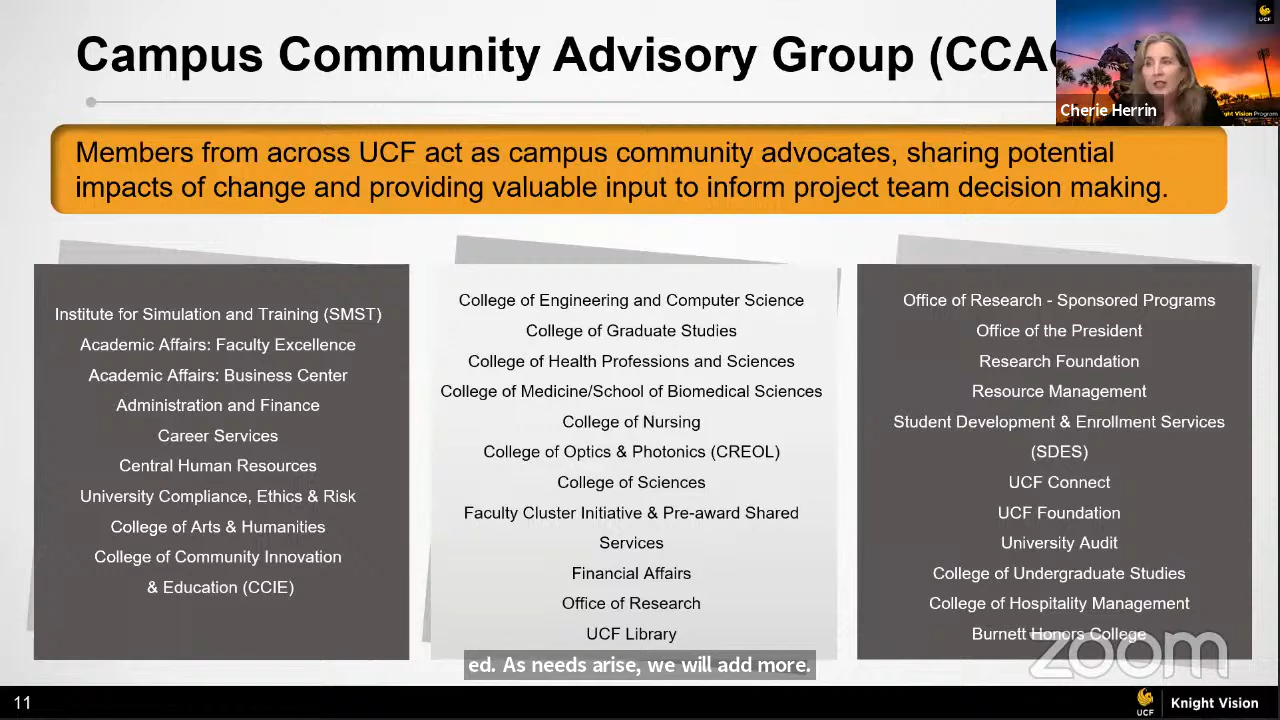 Campus Community Advisory Group (CCAG
UCF
Cherie Herrin
ght Vision Program
Members from across UCF act as campus community advocates, sharing potential
impacts of change and providing valuable input to inform project team decision making.
Institute for Simulation and Training (SMST)
Academic Affairs: Faculty Excellence
Academic Affairs: Business Center
Administration and Finance
Career Services
Central Human Resources
University Compliance, Ethics & Risk
College of Arts & Humanities
College of Community Innovation
& Education (CCIE)
College of Engineering and Computer Science
College of Graduate Studies
College of Health Professions and Sciences
College of Medicine/School of Biomedical Sciences
College of Nursing
College of Optics & Photonics (CREOL)
College of Sciences
Faculty Cluster Initiative & Pre-award Shared
Services
Financial Affairs
Office of Research
UCF Library
Office of Research - Sponsored Programs
Office of the President
Research Foundation
Resource Management
Student Development & Enrollment Services
(SDES)
UCF Connect
UCF Foundation
University Audit
College of Undergraduate Studies
College of Hospitality Management
Burnett Honors College
zoom
ed. As needs arise, we will add more.
11
UCF
Knight Vision